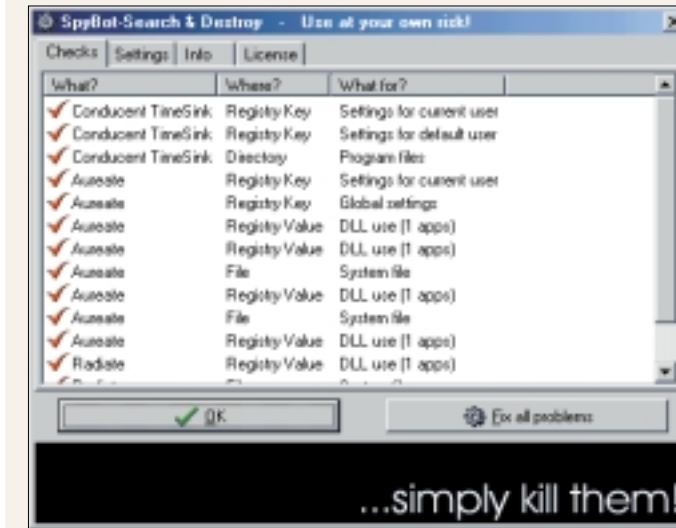 SpyBot-Search & Destroy - Use at your own risk!
Checks Settings Info License
What? Where? What for?
Conducent TimeSink Registry Key Settings for current user
Conducent TimeSink Registry Key Settings for default user
Conducent TimeSink Directory Program files
Aureate Registry Key Settings for current user
Aureate Registry Key Global settings
Aureate Registry Value DLL use (1 apps)
Aureate Registry Value DLL use (1 apps)
Aureate File System file
Aureate Registry Value DLL use (1 apps)
Aureate File System file
Aureate Registry Value DLL use (1 apps)
Radiate Registry Value DLL use (1 apps)
OK Fix all problems
...simply kill them!